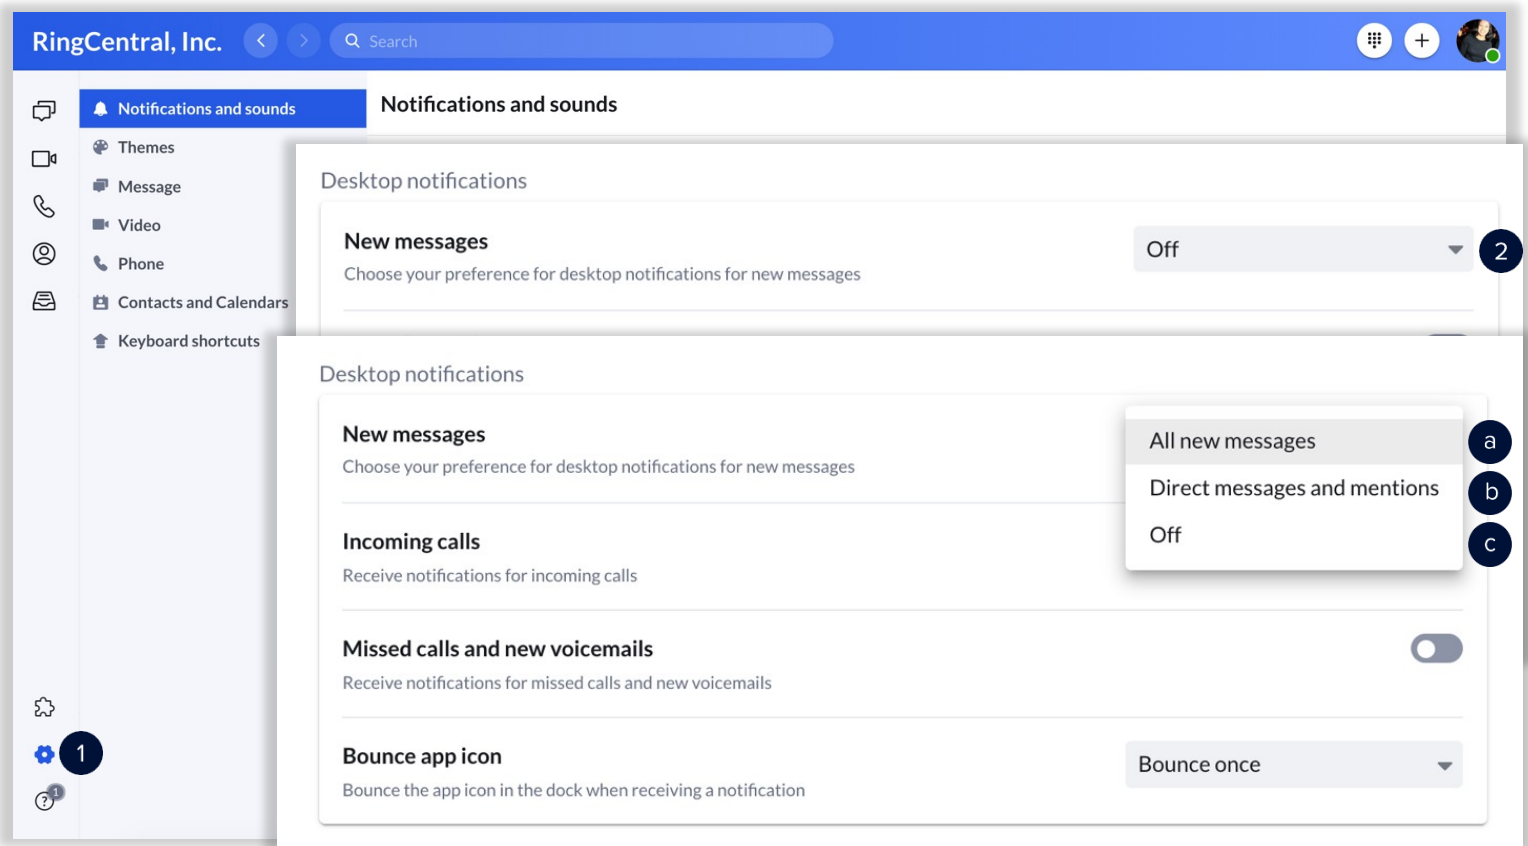 RingCentral, Inc.
Search
Notifications and sounds
Themes
Message
Video
Phone
Contacts and Calendars
Keyboard shortcuts
1
1
Notifications and sounds
Desktop notifications
New messages
Choose your preference for desktop notifications for new messages
Off
2
Desktop notifications
New messages
Choose your preference for desktop notifications for new messages
All new messages
a
Direct messages and mentions
b
Off
c
Incoming calls
Receive notifications for incoming calls
Missed calls and new voicemails
Receive notifications for missed calls and new voicemails
Bounce app icon
Bounce the app icon in the dock when receiving a notification
Bounce once